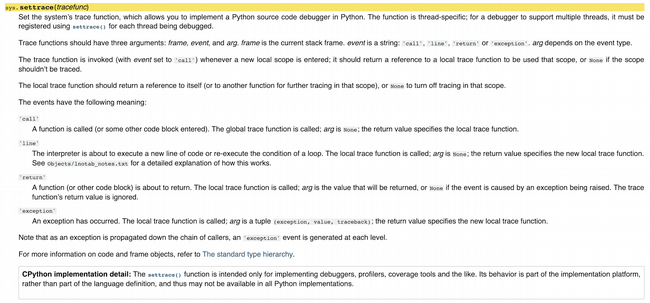 sys.settrace(tracefunc)
Set the system's trace function, which allows you to implement a Python source code debugger in Python. The function is thread-specific; for a debugger to support multiple threads, it must be
registered using settrace() for each thread being debugged.
Trace functions should have three arguments: frame, event, and arg. frame is the current stack frame. event is a string: 'call', 'line', 'return' or 'exception'. arg depends on the event type.
The trace function is invoked (with event set to 'call') whenever a new local scope is entered; it should return a reference to a local trace function to be used that scope, or None if the scope
shouldn't be traced.
The local trace function should return a reference to itself (or to another function for further tracing in that scope), or None to turn off tracing in that scope.
The events have the following meaning:
'call'
A function is called (or some other code block entered). The global trace function is called; arg is None; the return value specifies the local trace function.
'line'
The interpreter is about to execute a new line of code or re-execute the condition of a loop. The local trace function is called; arg is None; the return value specifies the new local trace function.
See Objects/lnotab_notes.txt for a detailed explanation of how this works.
'return'
A function (or other code block) is about to return. The local trace function is called; arg is the value that will be returned, or None if the event is caused by an exception being raised. The trace
function's return value is ignored.
'exception'
An exception has occurred. The local trace function is called; arg is a tuple (exception, value, traceback); the return value specifies the new local trace function.
Note that as an exception is propagated down the chain of callers, an 'exception' event is generated at each level.
For more information on code and frame objects, refer to The standard type hierarchy.
CPython implementation detail: The settrace() function is intended only for implementing debuggers, profilers, coverage tools and the like. Its behavior is part of the implementation platform,
rather than part of the language definition, and thus may not be available in all Python implementations.